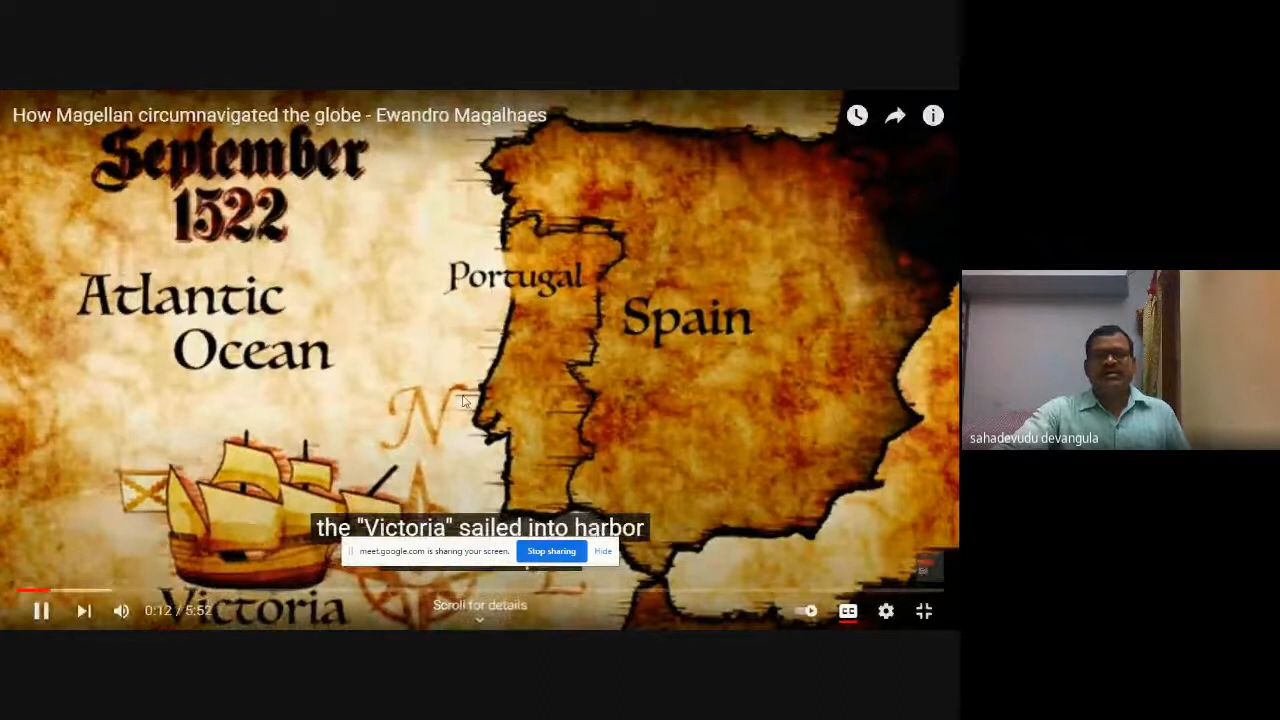 How Magellan circumnavigated the globe - Ewandro Magalhaes
September
1522
Atlantic
Ocean
Portugal
Spain
N
the "Victoria" sailed into harbor
meet.google.com is sharing your screen.
Stop sharing
Hide
E
Victoria
0:12 / 5:52
Scroll for details
CC
sahadevudu devangula